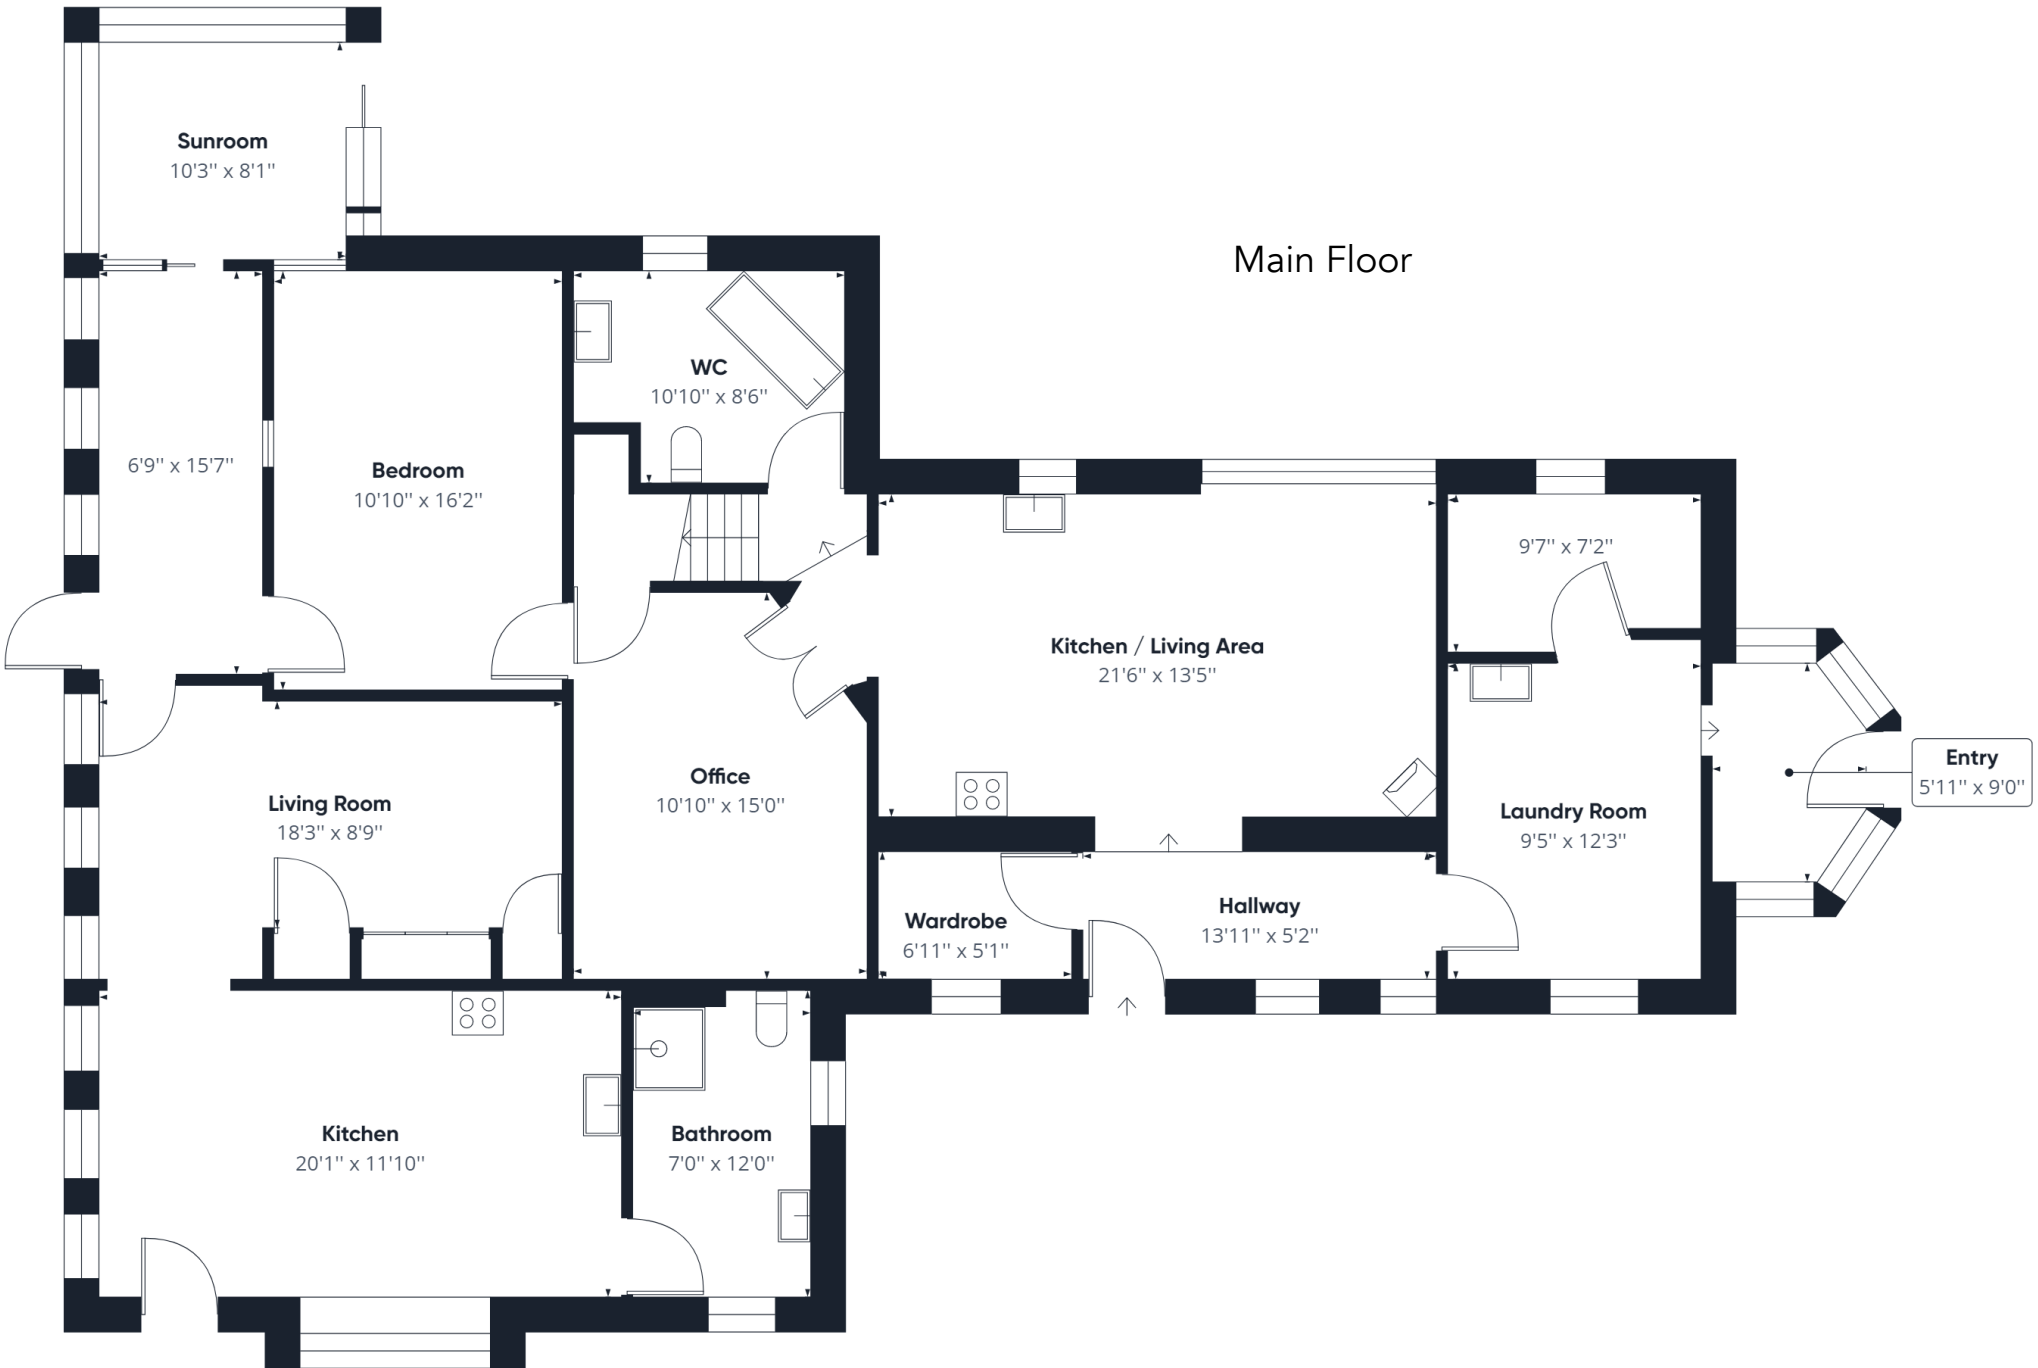 Sunroom
10'3'' x 8'1''
Main Floor
WC
10'10'' x 8'6''
6'9'' x 15'7''
Bedroom
10'10'' x 16'2''
9'7'' x 7'2''
Kitchen / Living Area
21'6'' x 13'5''
Entry
5'11'' x 9'0''
Office
10'10'' x 15'0''
Living Room
18'3'' x 8'9''
Laundry Room
9'5'' x 12'3''
Wardrobe
6'11'' x 5'1''
Hallway
13'11'' x 5'2''
Kitchen
20'1'' x 11'10''
Bathroom
7'0'' x 12'0''